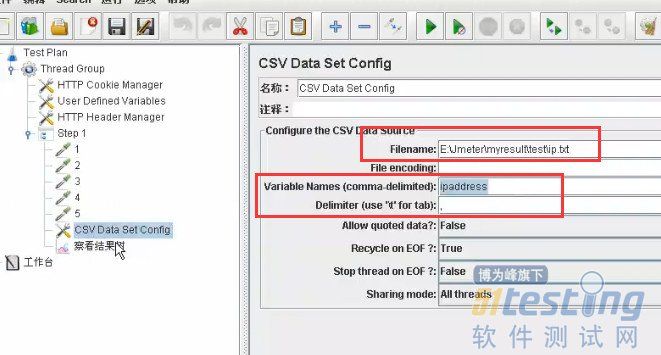 Test Plan
Thread Group
HTTP Cookie Manager
User Defined Variables
HTTP Header Manager
Step 1
1
2
3
4
5
CSV Data Set Config
察看结果树
工作台
CSV Data Set Config
名称： CSV Data Set Config
注释：
Configure the CSV Data Source
Filename: E:\Jmeter\myresult\test\ip.txt
File encoding:
Variable Names (comma-delimited): ipaddress
Delimiter (use '\t' for tab): ,
Allow quoted data?: False
Recycle on EOF ?: True
Stop thread on EOF ?: False
Sharing mode: All threads
博为峰旗下
51testing
软件测试网